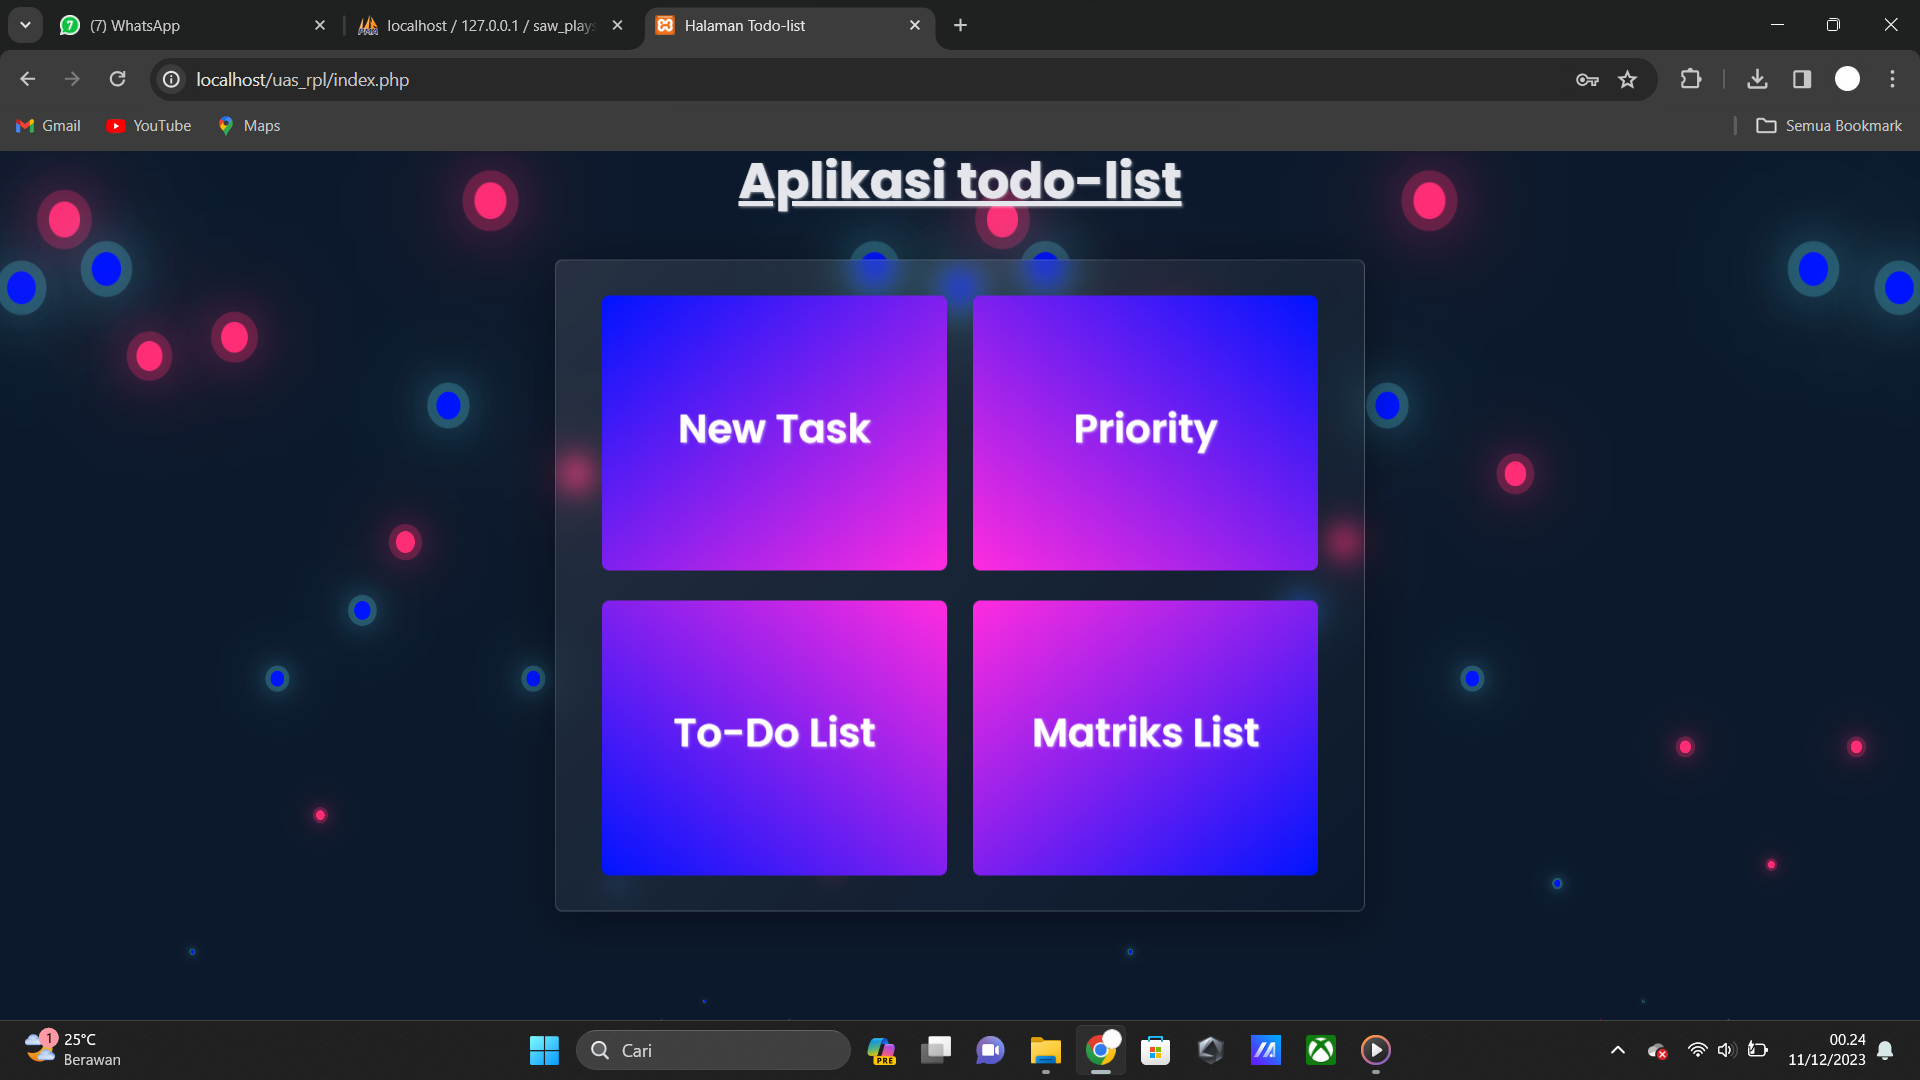 (7) WhatsApp
localhost / 127.0.0.1 / saw_plays
Halaman Todo-list
localhost/uas_rpl/index.php
Gmail
YouTube
Maps
Semua Bookmark
Aplikasi todo-list
New Task
Priority
To-Do List
Matriks List
1
25°C
Berawan
Cari
PRE
00.24
11/12/2023